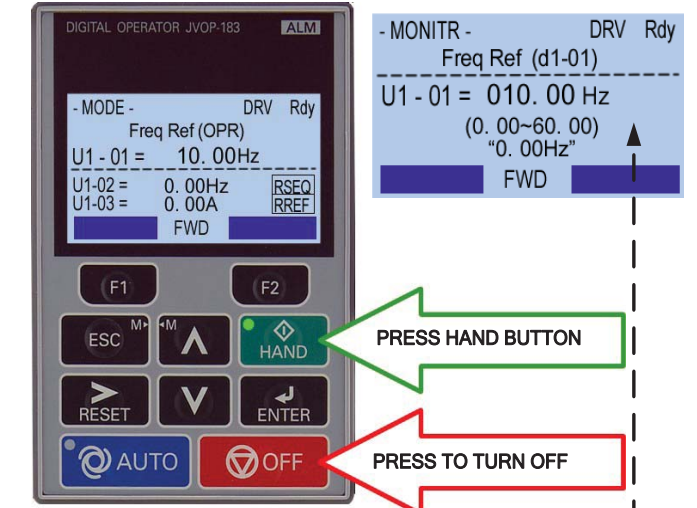 DIGITAL OPERATOR JVOP-183 ALM
- MODE - DRV Rdy
Freq Ref (OPR)
U1 - 01 = 10. 00Hz
U1-02 = 0. 00Hz RSEQ
U1-03 = 0. 00A RREF
FWD
F1 F2
ESC M M HAND
RESET ENTER
AUTO OFF
- MONITR - DRV Rdy
Freq Ref (d1-01)
U1 - 01 = 010. 00 Hz
(0. 00~60. 00)
“0. 00Hz”
FWD
PRESS HAND BUTTON
PRESS TO TURN OFF